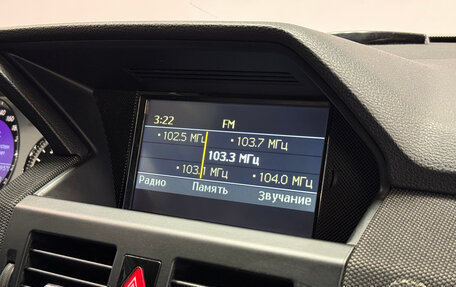 3:22 FM
102.5 МГц 103.7 МГц
103.3 МГц
103.1 МГц 104.0 МГц
Радио Память Звучание